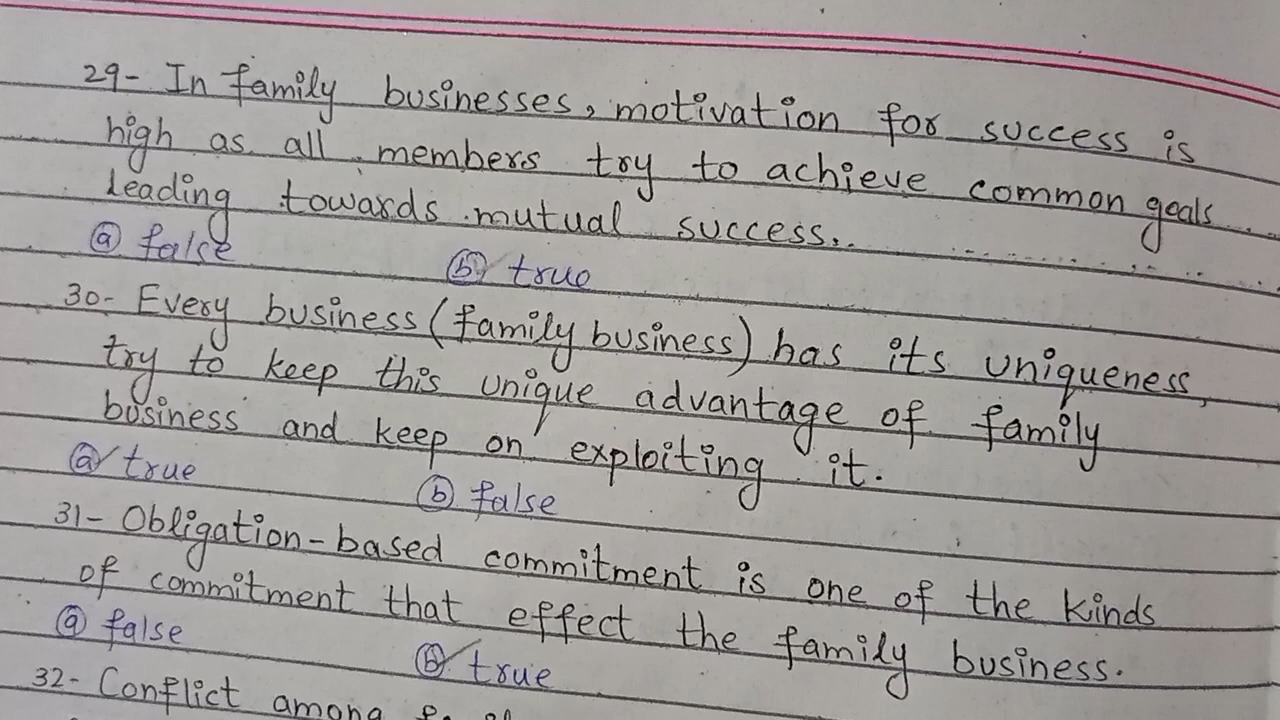 29- In family businesses, motivation for success is
high as all members try to achieve common goals
leading towards mutual success...
ⓐ false ⓑ true
30- Every business (family business) has its uniqueness,
try to keep this unique advantage of family
business and keep on exploiting it.
ⓐ true ⓑ false
31- Obligation-based commitment is one of the kinds
of commitment that effect the family business.
ⓐ false ⓑ true
32- Conflict among